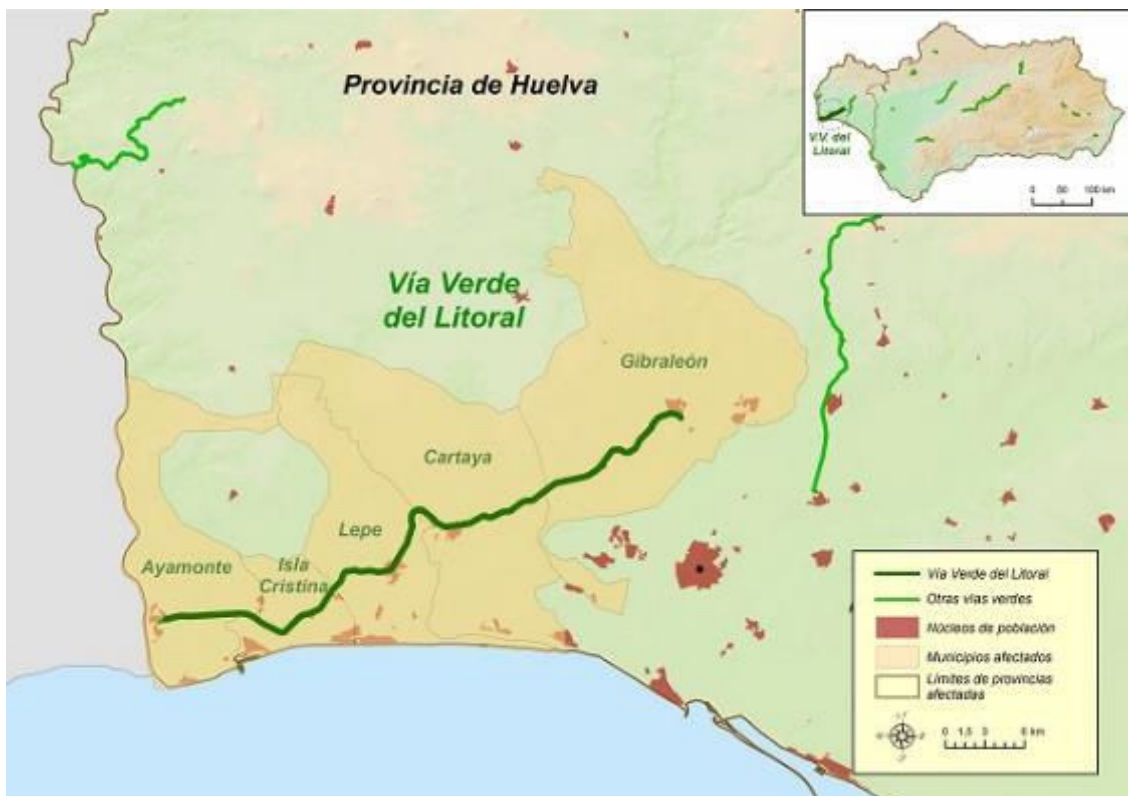 Provincia de Huelva
V.V. del
Litoral
0 50 100 km
Vía Verde
del Litoral
Gibraleón
Cartaya
Lepe
Isla
Cristina
Ayamonte
Vía Verde del Litoral
Otras vías verdes
Núcleos de población
Municipios afectados
Límites de provincias
afectadas
0 1,5 3 6 km